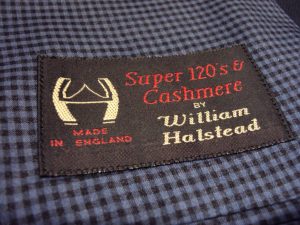 Super 120's &
Cashmere
BY
William
Halstead
MADE
IN ENGLAND